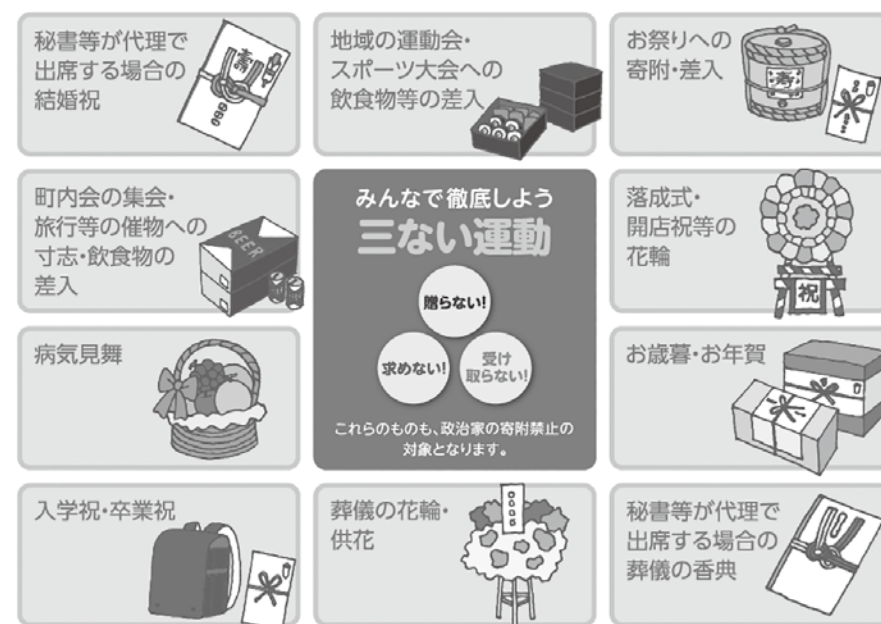 秘書等が代理で
出席する場合の
結婚祝
寿
地域の運動会・
スポーツ大会への
飲食物等の差入
お祭りへの
寄附・差入
寿
町内会の集会・
旅行等の催物への
寸志・飲食物の
差入
BEER
みんなで徹底しよう
三ない運動
贈らない!
求めない!
受け
取らない!
これらのものも、政治家の寄附禁止の
対象となります。
落成式・
開店祝等の
花輪
祝
病気見舞
お歳暮・お年賀
入学祝・卒業祝
葬儀の花輪・
供花
秘書等が代理で
出席する場合の
葬儀の香典